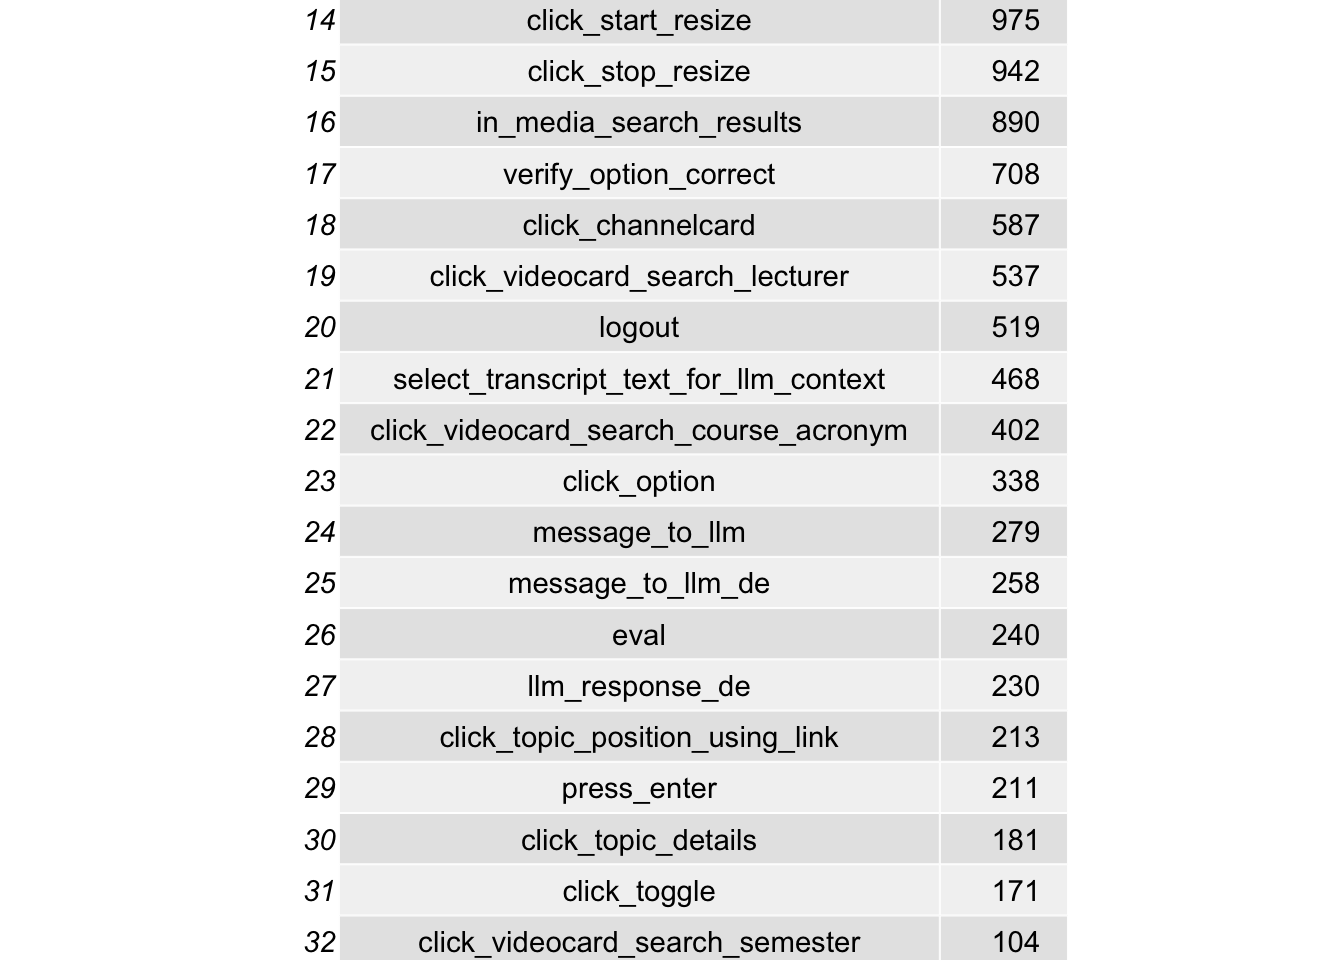 14 click_start_resize 975
15 click_stop_resize 942
16 in_media_search_results 890
17 verify_option_correct 708
18 click_channelcard 587
19 click_videocard_search_lecturer 537
20 logout 519
21 select_transcript_text_for_llm_context 468
22 click_videocard_search_course_acronym 402
23 click_option 338
24 message_to_llm 279
25 message_to_llm_de 258
26 eval 240
27 llm_response_de 230
28 click_topic_position_using_link 213
29 press_enter 211
30 click_topic_details 181
31 click_toggle 171
32 click_videocard_search_semester 104